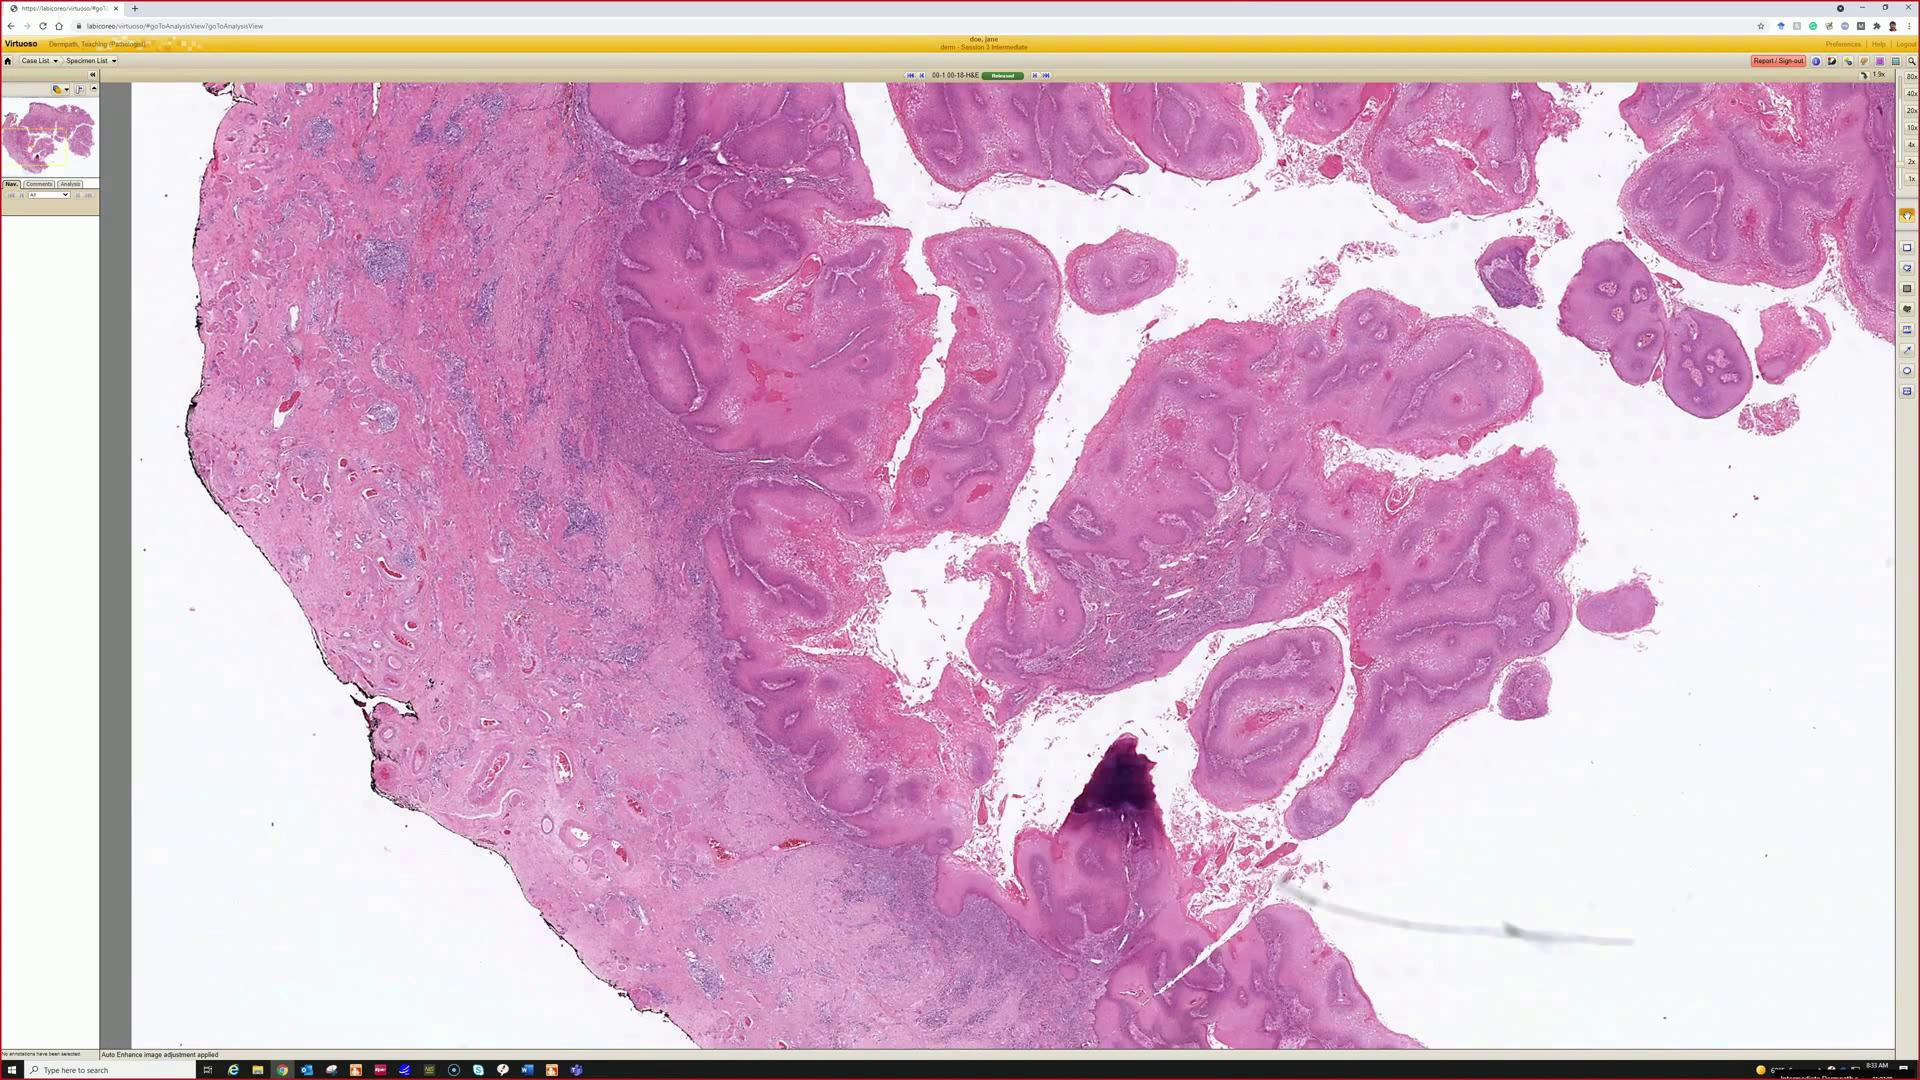 https://labicoreo/virtuoso/#goTo
labicoreo/virtuoso/#goToAnalysisView?goToAnalysisView
Virtuoso
Dermpath, Teaching (Pathologist)
doe, jane
derm - Session 3 Intermediate
Preferences
Help
Logout
Case List
Specimen List
Report / Sign-out
00-1 00-18-H&E
Released
1.9x
80x
40x
20x
10x
4x
2x
1x
Nav.
Comments
Analysis
All
No annotations have been selected.
Auto Enhance image adjustment applied
Type here to search
8:33 AM